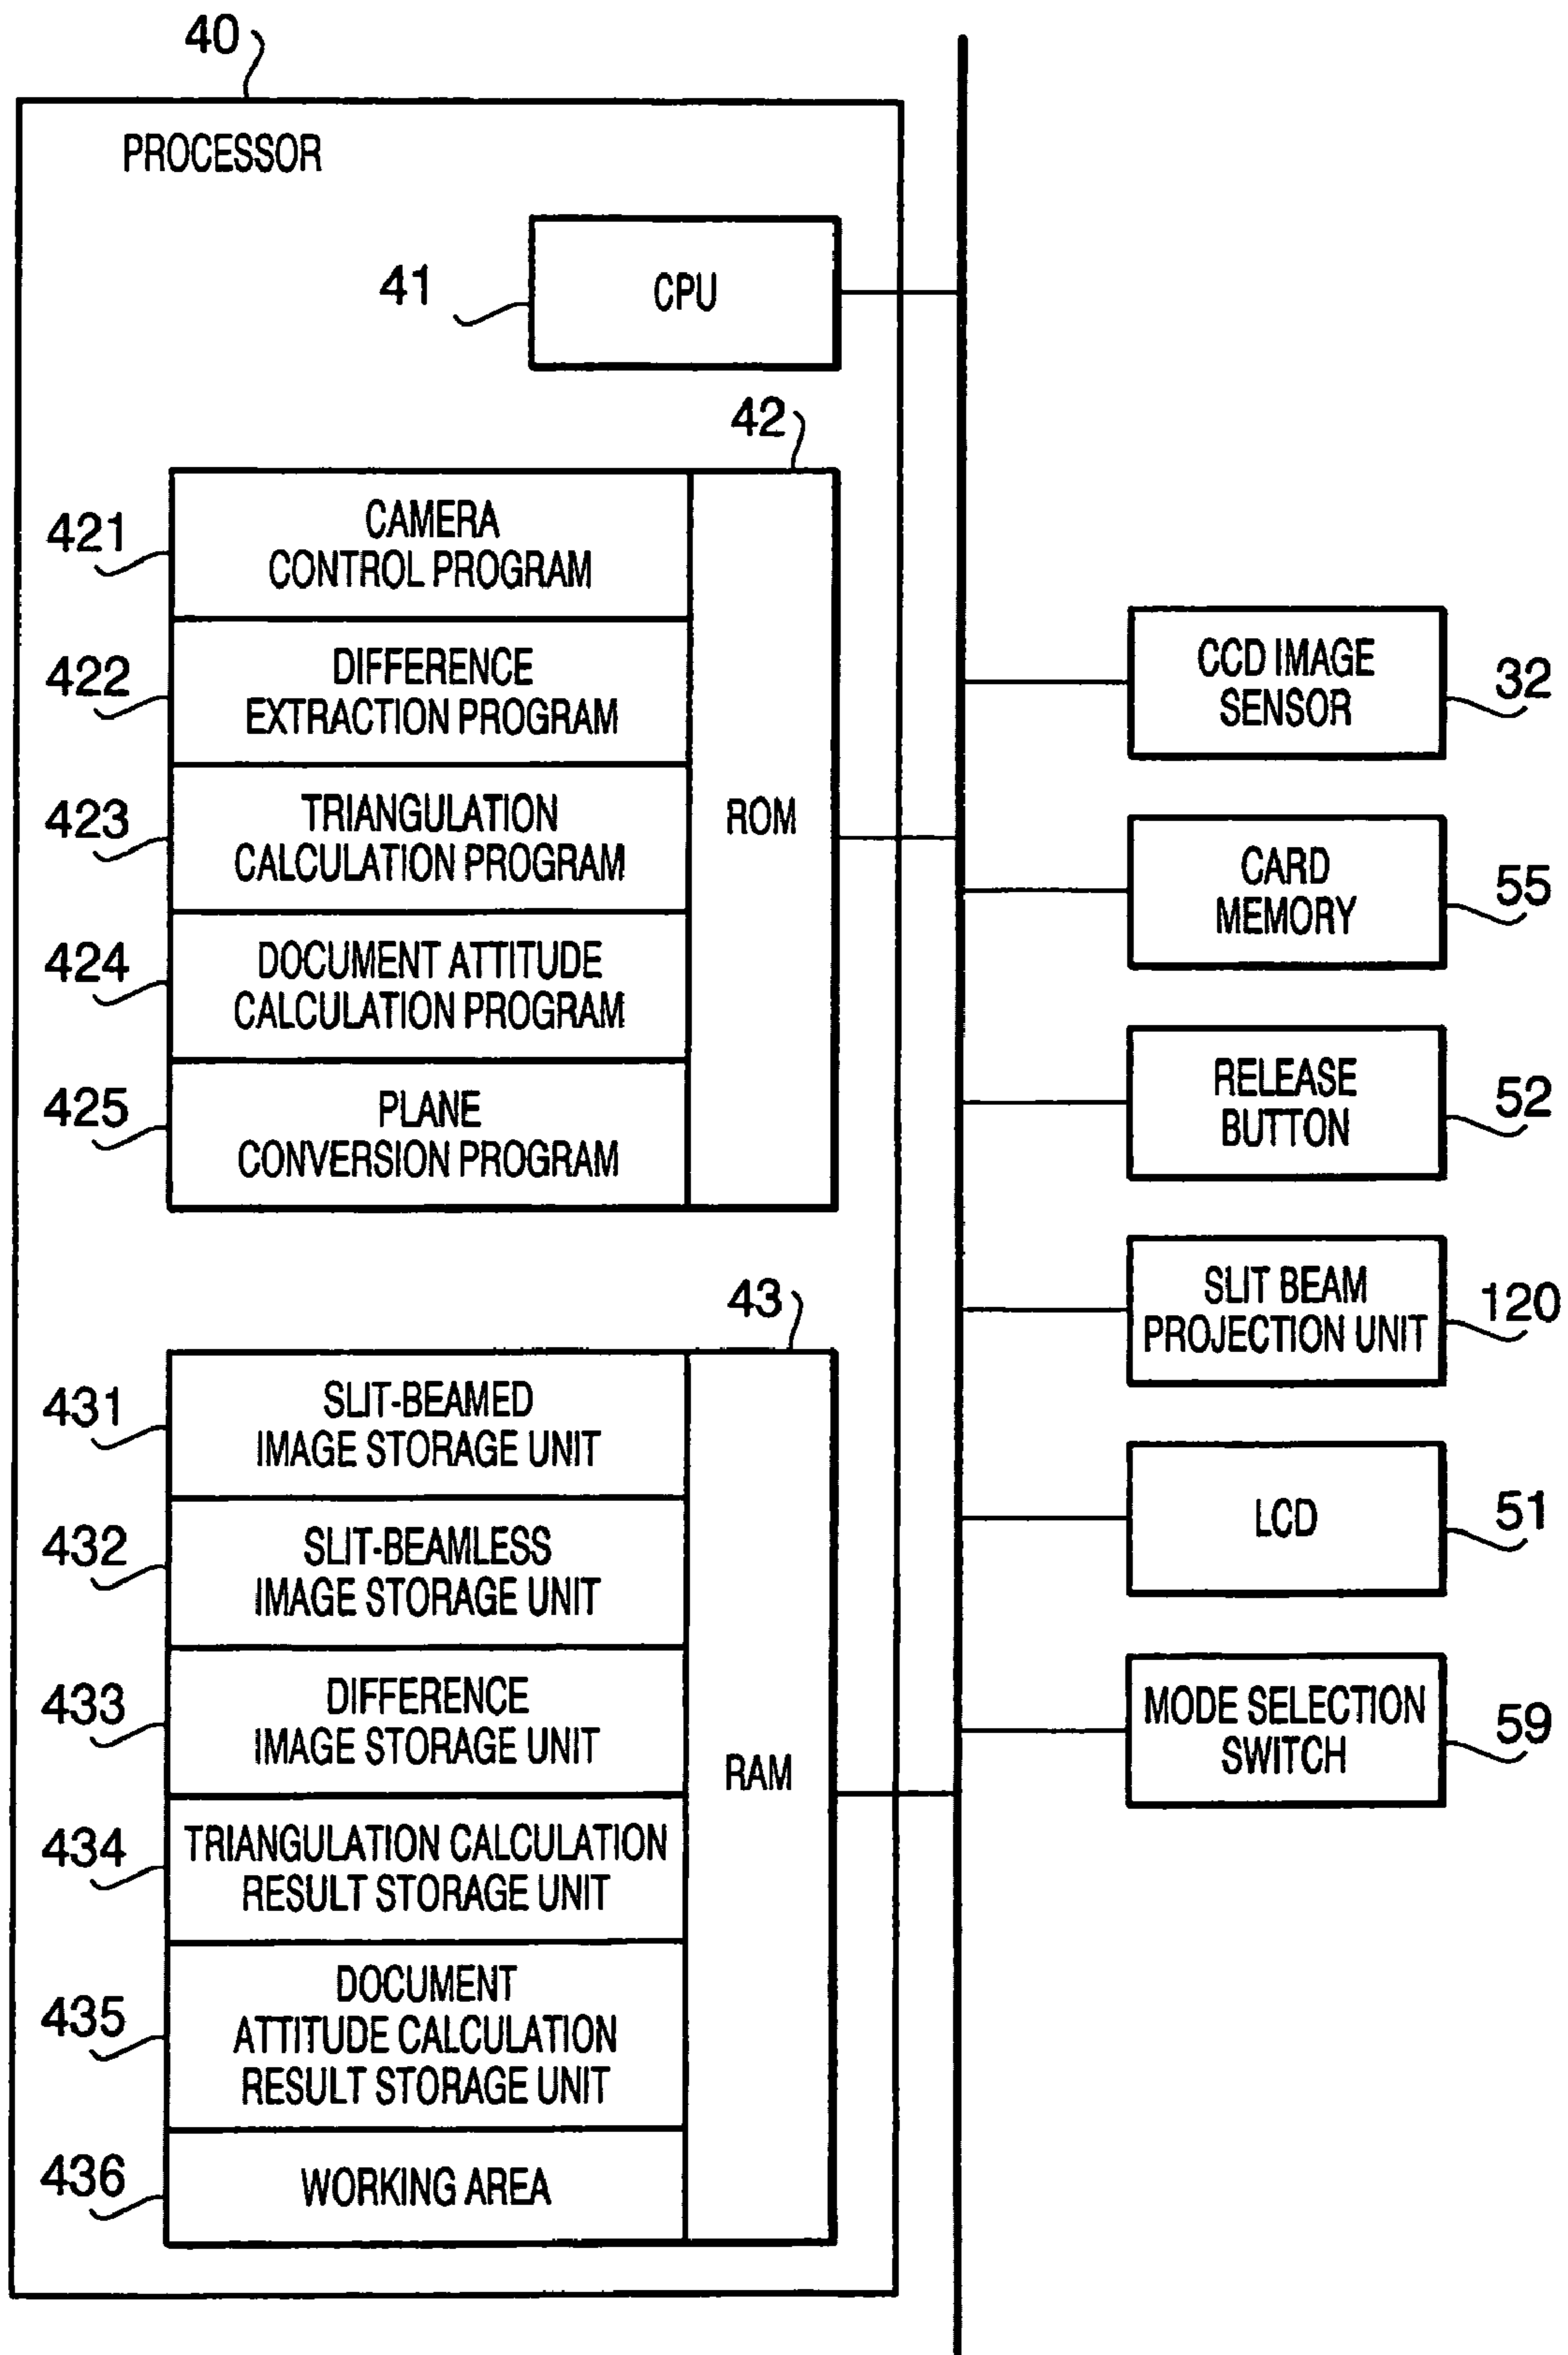 40
PROCESSOR
41
CPU
42
421
CAMERA
CONTROL PROGRAM
422
DIFFERENCE
EXTRACTION PROGRAM
423
TRIANGULATION
CALCULATION PROGRAM
424
DOCUMENT ATTITUDE
CALCULATION PROGRAM
425
PLANE
CONVERSION PROGRAM
ROM
43
431
SLIT-BEAMED
IMAGE STORAGE UNIT
432
SLIT-BEAMLESS
IMAGE STORAGE UNIT
433
DIFFERENCE
IMAGE STORAGE UNIT
434
TRIANGULATION CALCULATION
RESULT STORAGE UNIT
435
DOCUMENT
ATTITUDE CALCULATION
RESULT STORAGE UNIT
436
WORKING AREA
RAM
CCD IMAGE
SENSOR
32
CARD
MEMORY
55
RELEASE
BUTTON
52
SLIT BEAM
PROJECTION UNIT
120
LCD
51
MODE SELECTION
SWITCH
59